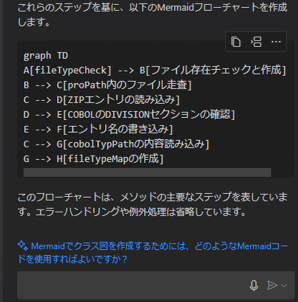 これらのステップを基に、以下のMermaidフローチャートを作成
します。
graph TD
A[fileTypeCheck] --> B[ファイル存在チェックと作成]
B --> C[proPath内のファイル走査]
C --> D[ZIPエントリの読み込み]
D --> E[COBOLのDIVISIONセクションの確認]
E --> F[エントリ名の書き込み]
C --> G[cobolTypPathの内容読み込み]
G --> H[fileTypeMapの作成]
このフローチャートは、メソッドの主要なステップを表していま
す。エラーハンドリングや例外処理は省略しています。
Mermaidでクラス図を作成するためには、どのようなMermaidコー
ドを使用すればよいですか？